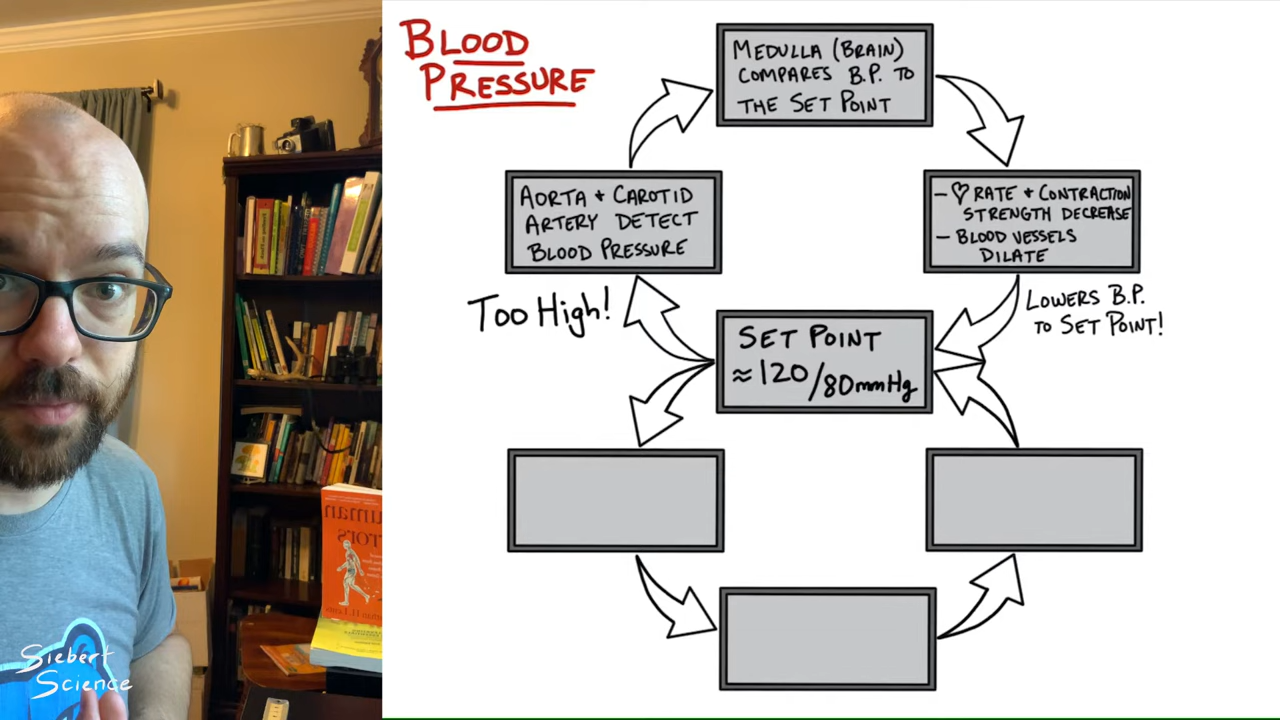 BLOOD
PRESSURE
MEDULLA (BRAIN)
COMPARES B.P. TO
THE SET POINT
AORTA + CAROTID
ARTERY DETECT
BLOOD PRESSURE
- ♡ RATE + CONTRACTION
STRENGTH DECREASE
- BLOOD VESSELS
DILATE
TOO HIGH!
LOWERS B.P.
TO SET POINT!
SET POINT
≈120/80mmHg
Siebert
Science